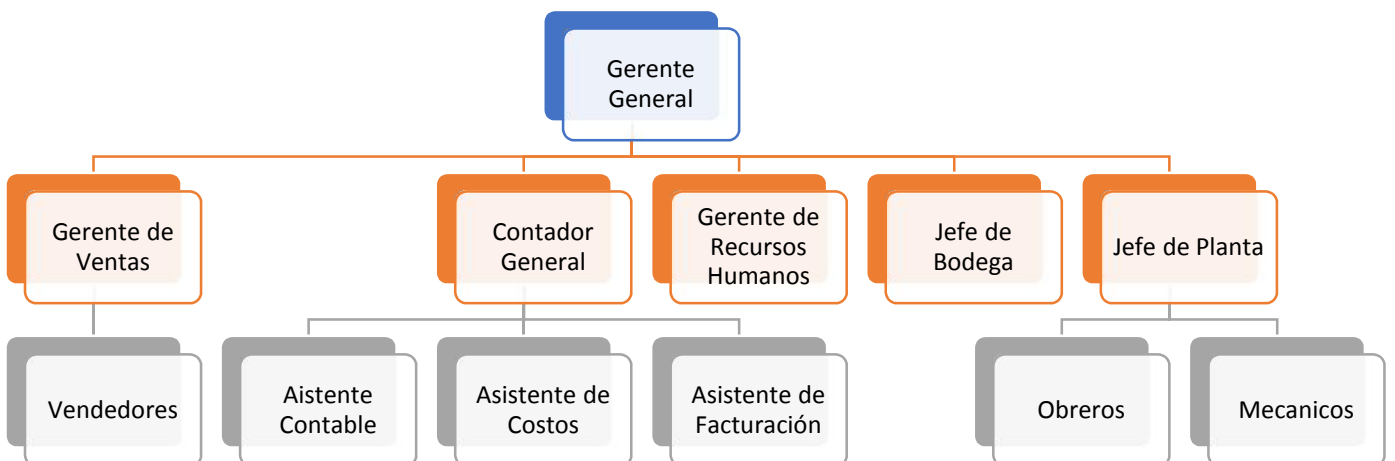 Gerente
General
Gerente de
Ventas
Contador
General
Gerente de
Recursos
Humanos
Jefe de
Bodega
Jefe de Planta
Vendedores
Aistente
Contable
Asistente de
Costos
Asistente de
Facturación
Obreros
Mecanicos